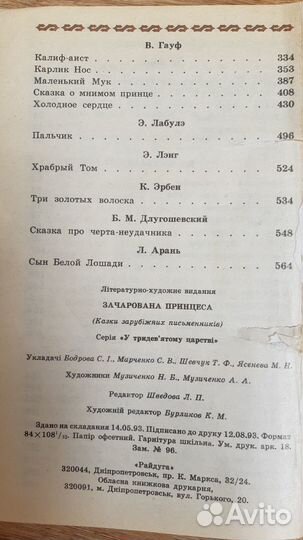 В. Гауф
Калиф-аист 334
Карлик Нос 353
Маленький Мук 387
Сказка о мнимом принце 408
Холодное сердце 430
Э. Лабулэ
Пальчик 496
Э. Лэнг
Храбрый Том 524
К. Эрбен
Три золотых волоска 534
Б. М. Длугошевский
Сказка про черта-неудачника 548
Л. Арань
Сын Белой Лошади 564
Літературно-художнє видання
ЗАЧАРОВАНА ПРИНЦЕСА
(Казки зарубіжних письменників)
Серія «У тридев'ятому царстві»
Укладачі Бодрова С. І., Марченко С. В., Шевчук Т. Ф., Ясенева М. Н.
Художники Музиченко Н. Б., Музиченко А. А.
Редактор Шведова Л. П.
Художній редактор Бурликов К. М.
Здано на складання 14.05.93. Підписано до друку 12.08.93. Формат
84×108¹/₃₂. Папір офсетний. Гарнітура шкільна. Ум. друк. арк. 18.
Зам. № 96.
«Райдуга»
320044, Дніпропетровськ, пр. К. Маркса, 32/24.
Обласна книжкова друкарня,
320091, м. Дніпропетровськ, вул. Горького, 20.
Avito